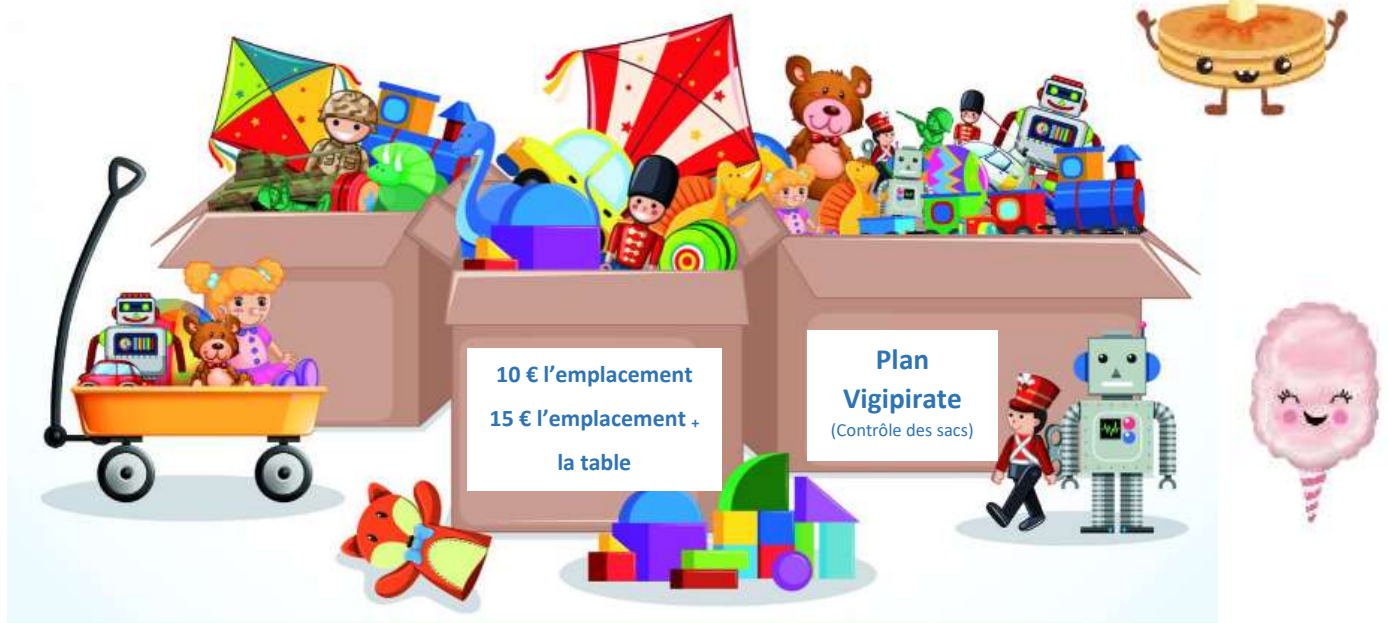 10 € l’emplacement
15 € l’emplacement +
la table
Plan
Vigipirate
(Contrôle des sacs)